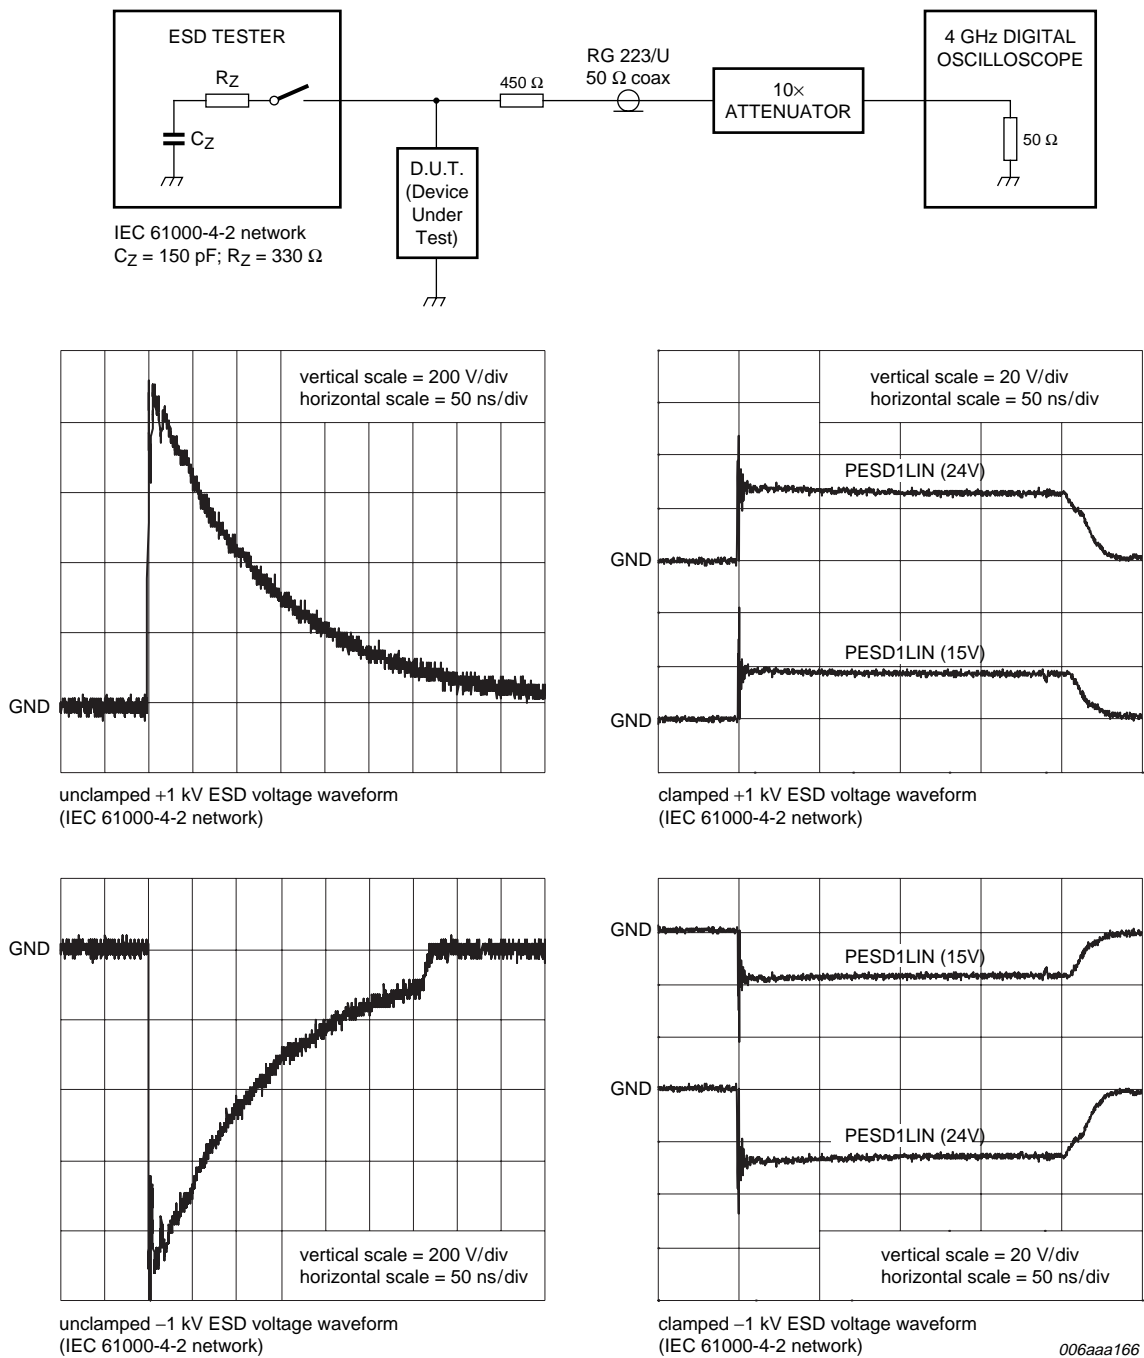 ESD TESTER
RZ
CZ
IEC 61000-4-2 network
CZ = 150 pF; RZ = 330 Ω
D.U.T.
(Device
Under
Test)
450 Ω
RG 223/U
50 Ω coax
10×
ATTENUATOR
4 GHz DIGITAL
OSCILLOSCOPE
50 Ω
vertical scale = 200 V/div
horizontal scale = 50 ns/div
GND
unclamped +1 kV ESD voltage waveform
(IEC 61000-4-2 network)
vertical scale = 20 V/div
horizontal scale = 50 ns/div
PESD1LIN (24V)
GND
PESD1LIN (15V)
GND
clamped +1 kV ESD voltage waveform
(IEC 61000-4-2 network)
GND
vertical scale = 200 V/div
horizontal scale = 50 ns/div
unclamped −1 kV ESD voltage waveform
(IEC 61000-4-2 network)
GND
PESD1LIN (15V)
GND
PESD1LIN (24V)
vertical scale = 20 V/div
horizontal scale = 50 ns/div
clamped −1 kV ESD voltage waveform
(IEC 61000-4-2 network)
006aaa166